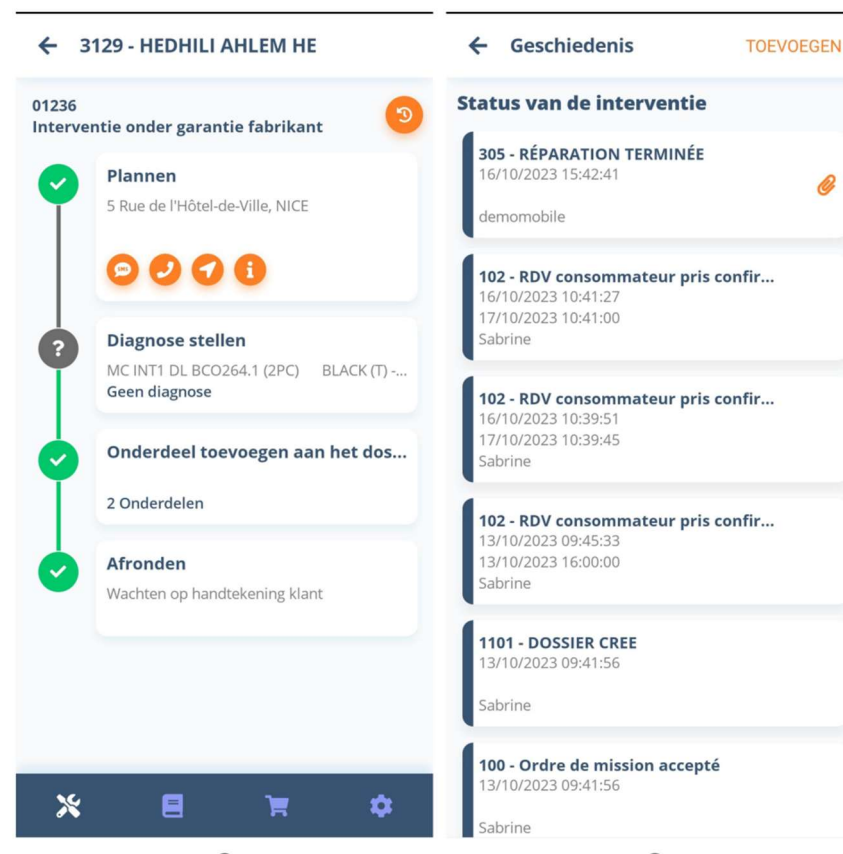 3129 - HEDHILI AHLEM HE
01236
Interventie onder garantie fabrikant
Plannen
5 Rue de l'Hôtel-de-Ville, NICE
SMS
Diagnose stellen
MC INT1 DL BCO264.1 (2PC) BLACK (T) -...
Geen diagnose
Onderdeel toevoegen aan het dos...
2 Onderdelen
Afronden
Wachten op handtekening klant
Geschiedenis
TOEVOEGEN
Status van de interventie
305 - RÉPARATION TERMINÉE
16/10/2023 15:42:41
demomobile
102 - RDV consommateur pris confir...
16/10/2023 10:41:27
17/10/2023 10:41:00
Sabrine
102 - RDV consommateur pris confir...
16/10/2023 10:39:51
17/10/2023 10:39:45
Sabrine
102 - RDV consommateur pris confir...
13/10/2023 09:45:33
13/10/2023 16:00:00
Sabrine
1101 - DOSSIER CREE
13/10/2023 09:41:56
Sabrine
100 - Ordre de mission accepté
13/10/2023 09:41:56
Sabrine